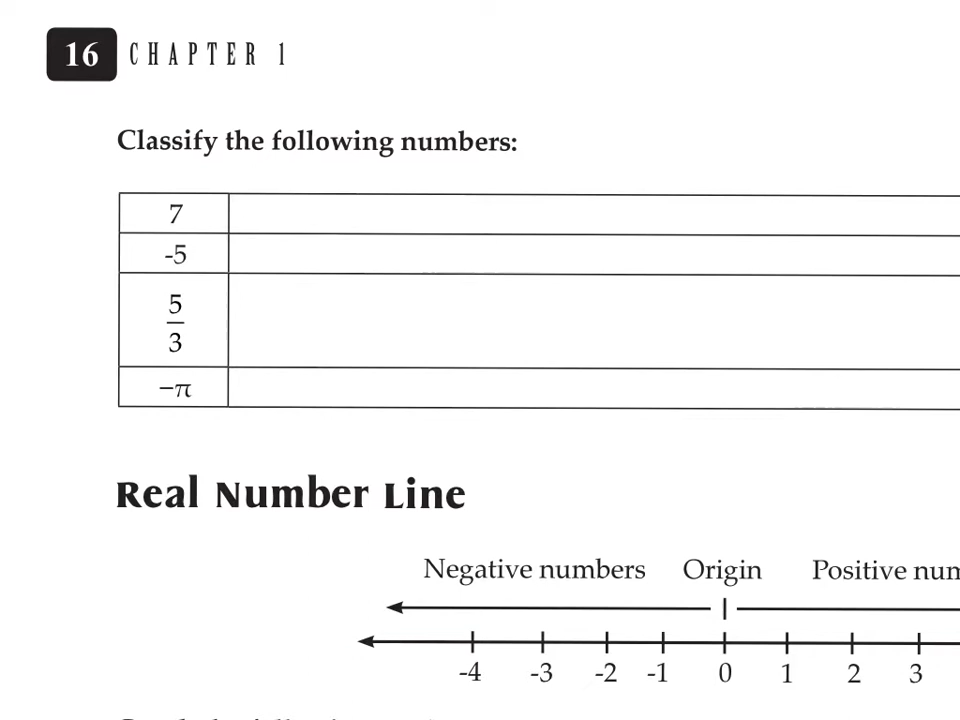 16 CHAPTER 1
Classify the following numbers:
7
-5
5
3
−π
Real Number Line
Negative numbers Origin Positive num
-4 -3 -2 -1 0 1 2 3